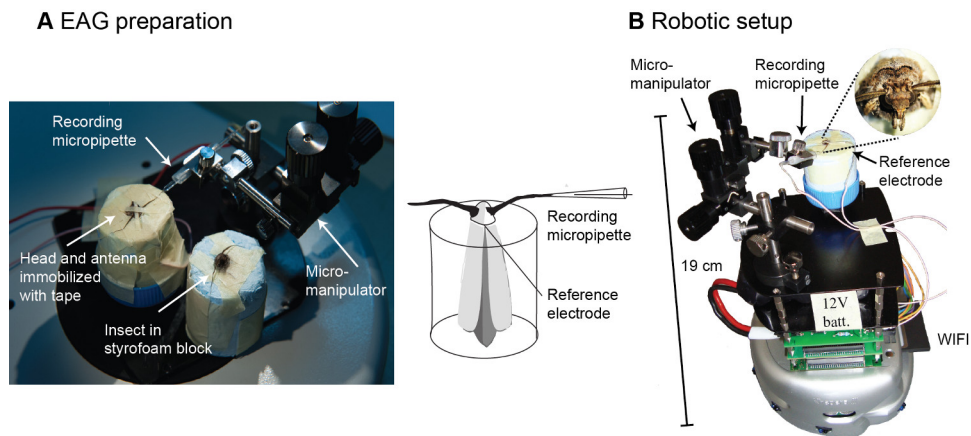 A EAG preparation
Recording
micropipette
Head and antenna
immobilized
with tape
Insect in
styrofoam block
Micro-
manipulator
Recording
micropipette
Reference
electrode
B Robotic setup
Micro-
manipulator
Recording
micropipette
Reference
electrode
19 cm
12V
batt.
WIFI